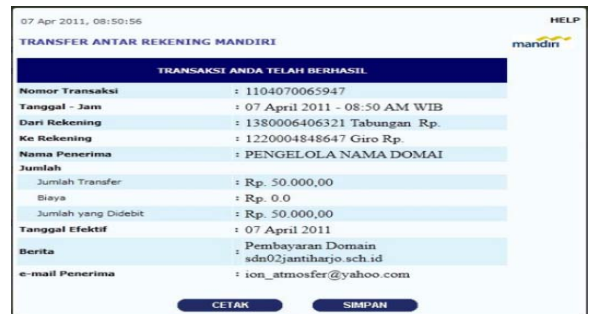 07 Apr 2011, 08:50:56 HELP
TRANSFER ANTAR REKENING MANDIRI mandiri
TRANSAKSI ANDA TELAH BERHASIL
Nomor Transaksi : 1104070065947
Tanggal - Jam : 07 April 2011 - 08:50 AM WIB
Dari Rekening : 1380006406321 Tabungan Rp.
Ke Rekening : 1220004848647 Giro Rp.
Nama Penerima : PENGELOLA NAMA DOMAI
Jumlah
Jumlah Transfer : Rp. 50.000,00
Biaya : Rp. 0.0
Jumlah yang Didebit : Rp. 50.000,00
Tanggal Efektif : 07 April 2011
Berita : Pembayaran Domain
sdn02jantiharjo.sch.id
e-mail Penerima : ion_atmosfer@yahoo.com
CETAK SIMPAN